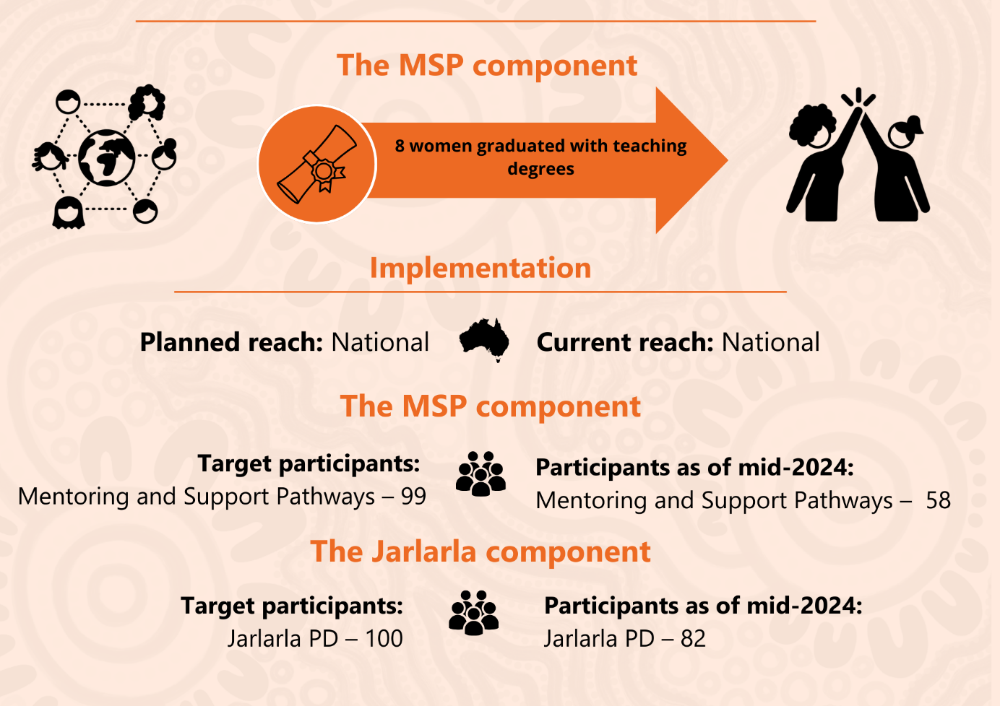 The MSP component
8 women graduated with teaching
degrees
Implementation
Planned reach: National
Current reach: National
The MSP component
Target participants:
Mentoring and Support Pathways – 99
Participants as of mid-2024:
Mentoring and Support Pathways – 58
The Jarlarla component
Target participants:
Jarlarla PD – 100
Participants as of mid-2024:
Jarlarla PD – 82